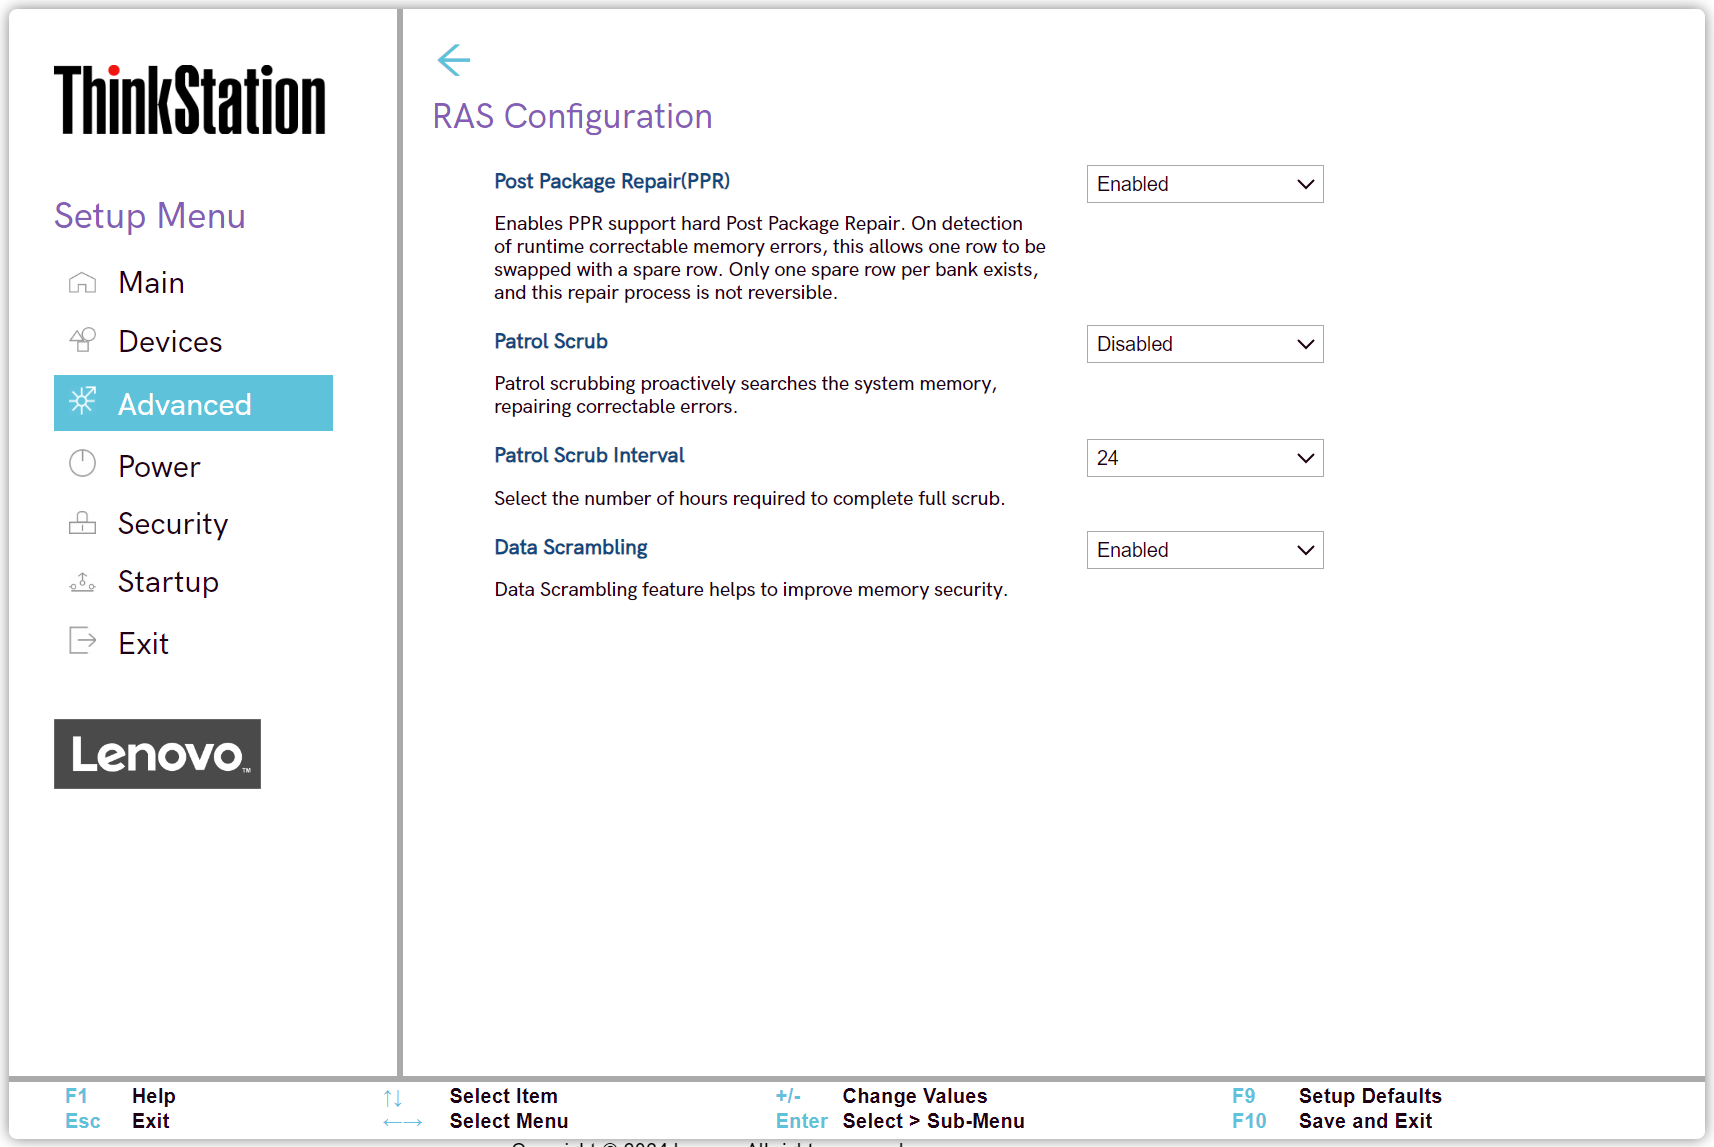 ThinkStation
Setup Menu
Main
Devices
Advanced
Power
Security
Startup
Exit
Lenovo™
RAS Configuration
Post Package Repair(PPR)
Enabled
Enables PPR support hard Post Package Repair. On detection
of runtime correctable memory errors, this allows one row to be
swapped with a spare row. Only one spare row per bank exists,
and this repair process is not reversible.
Patrol Scrub
Disabled
Patrol scrubbing proactively searches the system memory,
repairing correctable errors.
Patrol Scrub Interval
24
Select the number of hours required to complete full scrub.
Data Scrambling
Enabled
Data Scrambling feature helps to improve memory security.
F1 Help ↑↓ Select Item +/- Change Values F9 Setup Defaults
Esc Exit ←→ Select Menu Enter Select > Sub-Menu F10 Save and Exit